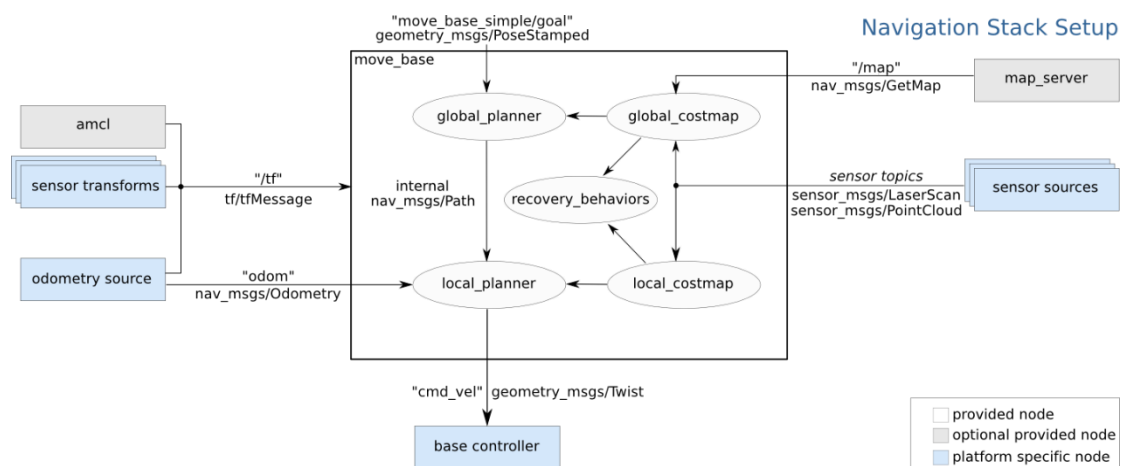 "move_base_simple/goal"
geometry_msgs/PoseStamped
Navigation Stack Setup
move_base
"/map"
nav_msgs/GetMap
map_server
amcl
global_planner
global_costmap
sensor transforms
"/tf"
tf/tfMessage
internal
nav_msgs/Path
recovery_behaviors
sensor topics
sensor_msgs/LaserScan
sensor_msgs/PointCloud
sensor sources
odometry source
"odom"
nav_msgs/Odometry
local_planner
local_costmap
"cmd_vel" geometry_msgs/Twist
base controller
provided node
optional provided node
platform specific node